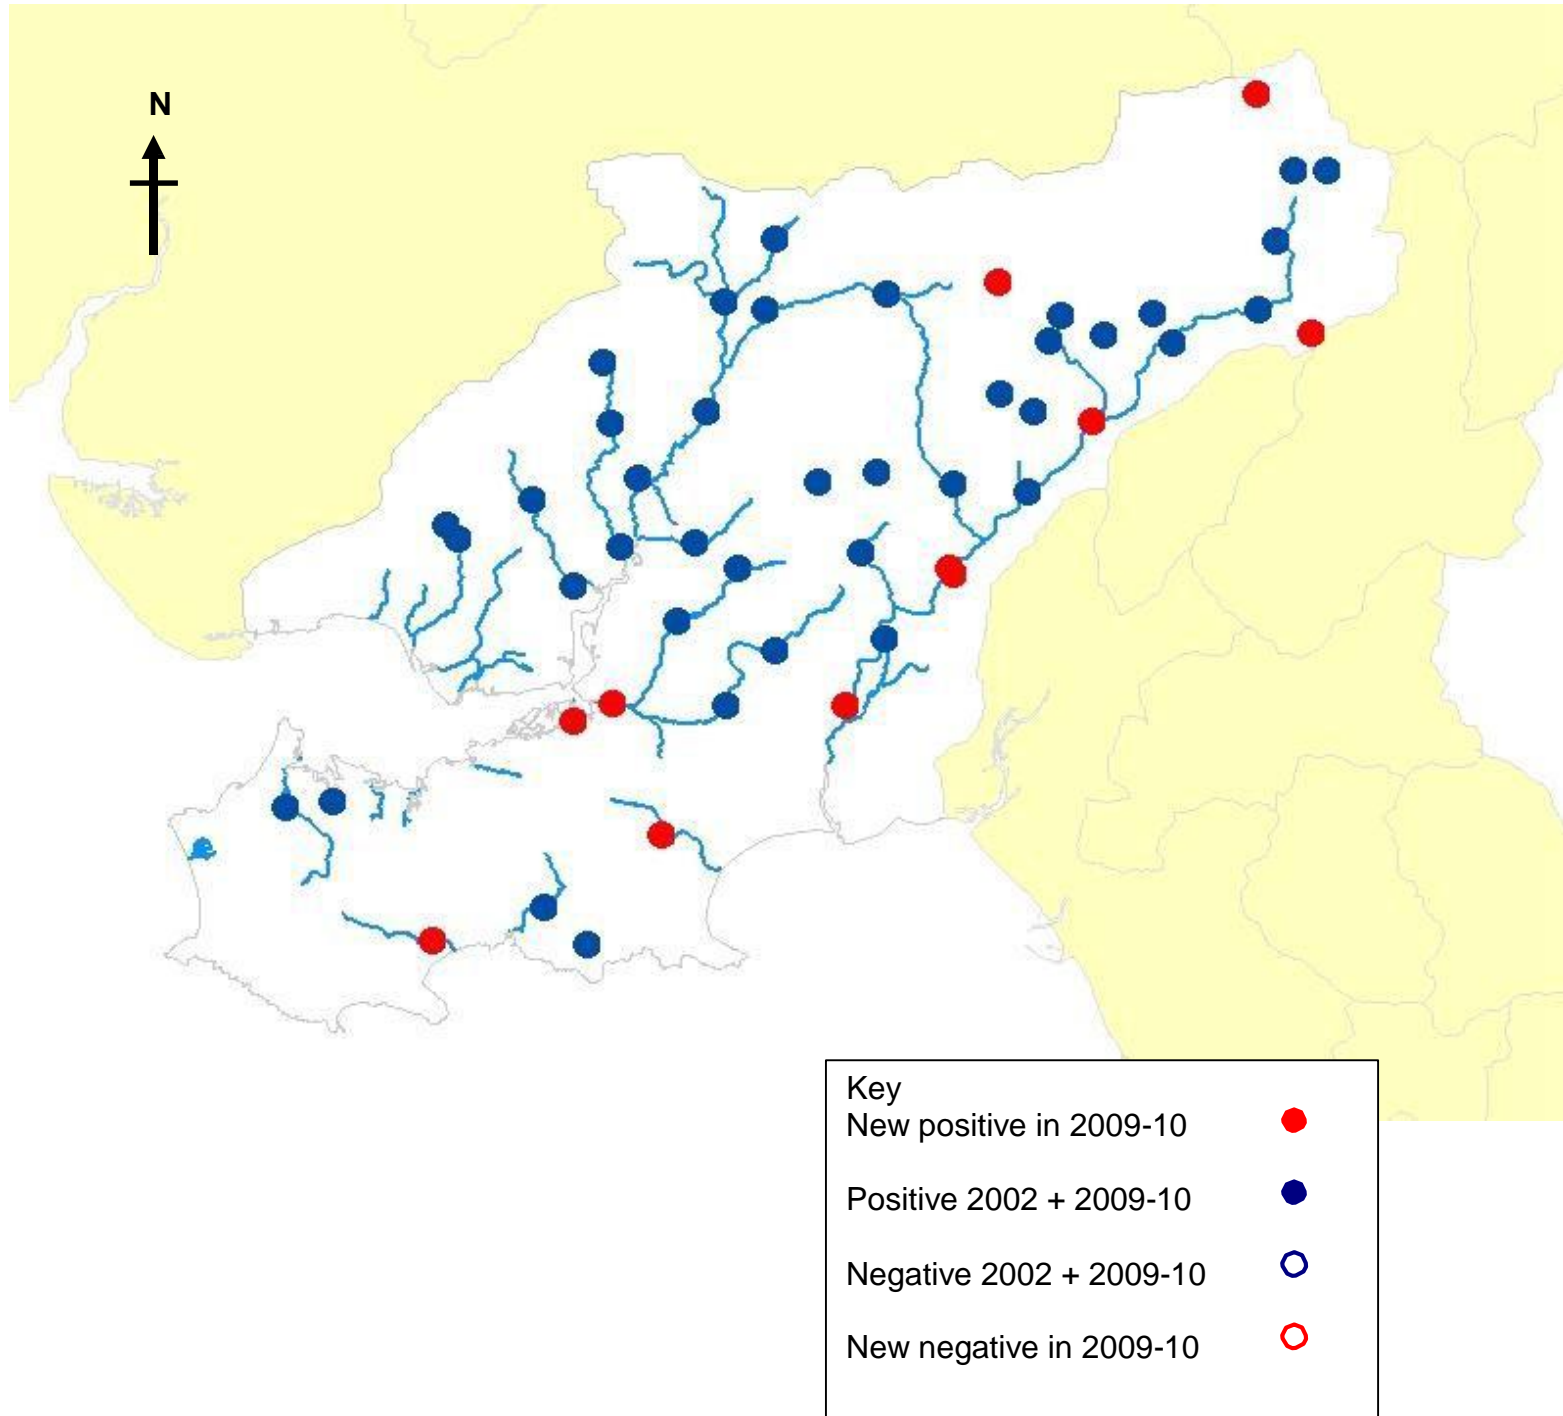 N
Key
New positive in 2009-10
Positive 2002 + 2009-10
Negative 2002 + 2009-10
New negative in 2009-10